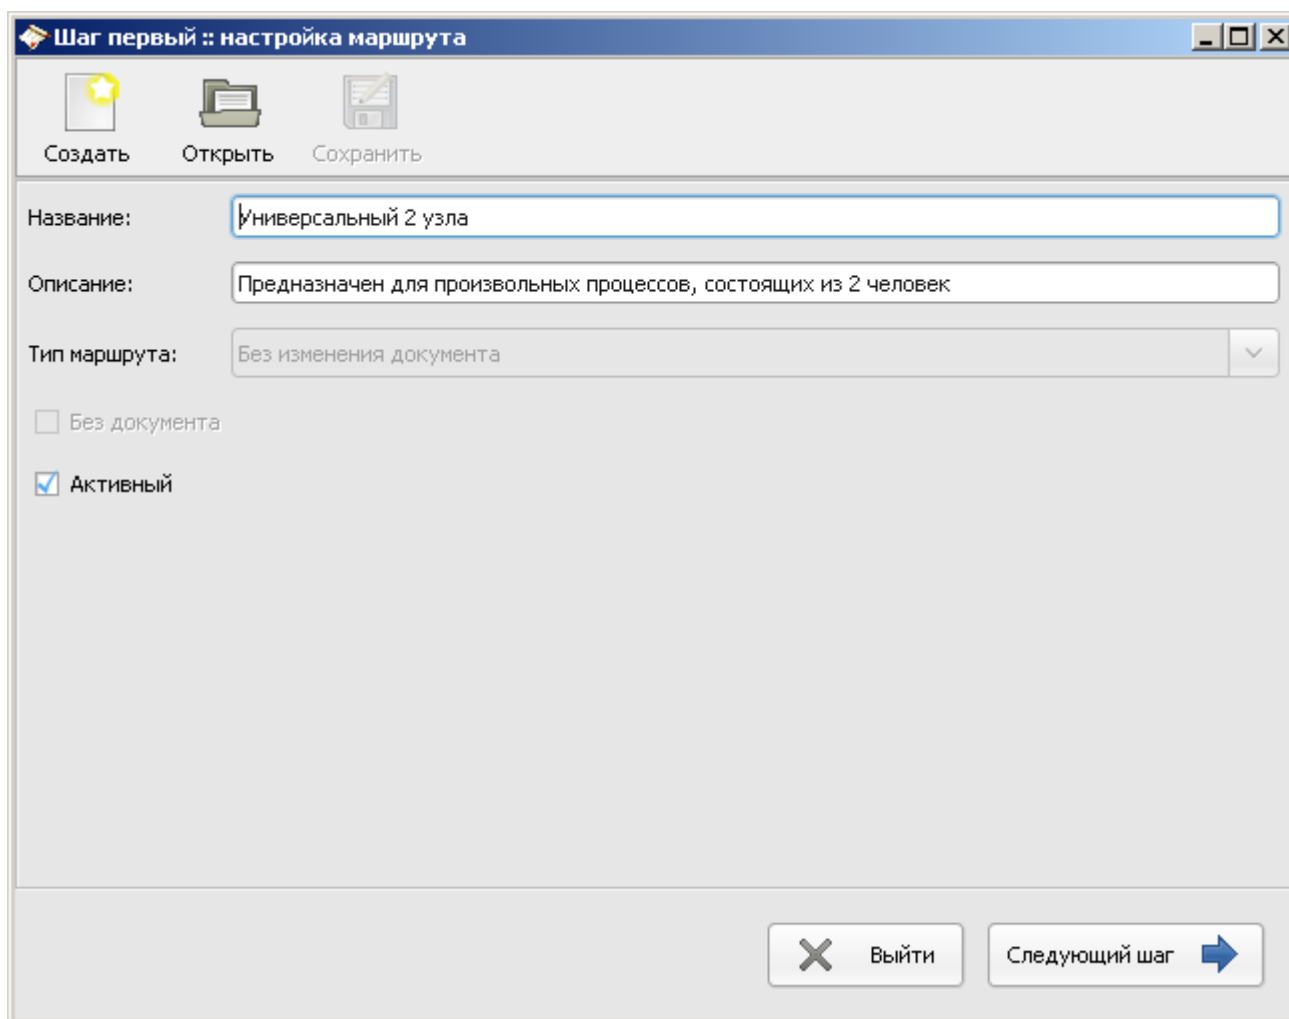 Шаг первый :: настройка маршрута
Создать Открыть Сохранить
Название: Универсальный 2 узла
Описание: Предназначен для произвольных процессов, состоящих из 2 человек
Тип маршрута: Без изменения документа
Без документа
Активный
Выйти Следующий шаг